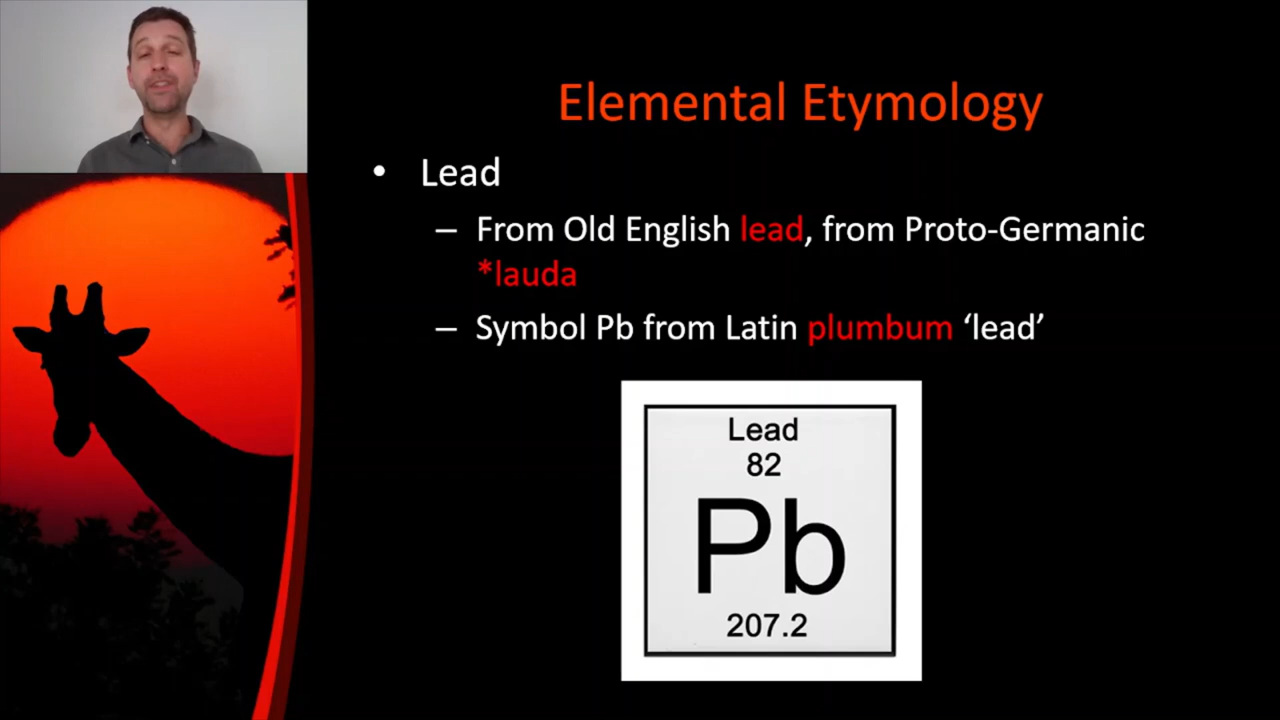 Elemental Etymology
• Lead
– From Old English lead, from Proto-Germanic
*lauda
– Symbol Pb from Latin plumbum ‘lead’
Lead
82
Pb
207.2